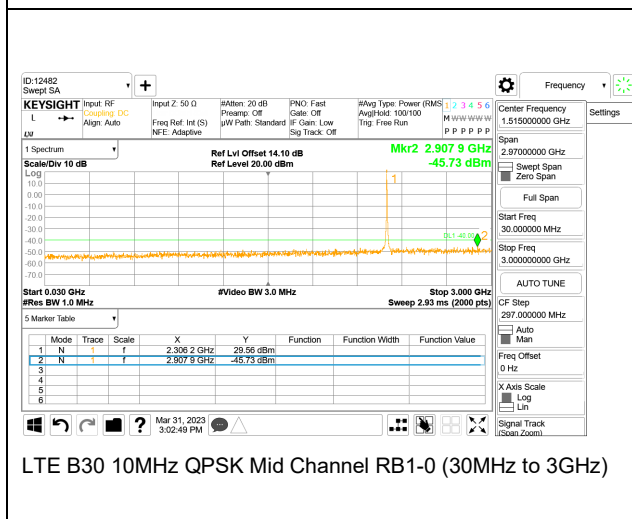 ID:12482
Swept SA
Frequency
Settings
KEYSIGHT
L
Input: RF
Coupling: DC
Align: Auto
Input Z: 50 Ω
Freq Ref: Int (S)
NFE: Adaptive
#Atten: 20 dB
Preamp: Off
µW Path: Standard
PNO: Fast
Gate: Off
IF Gain: Low
Sig Track: Off
#Avg Type: Power (RMS
Avg|Hold: 100/100
Trig: Free Run
1 2 3 4 5 6
M W W W W W
P P P P P P
1 Spectrum
Scale/Div 10 dB
Ref Lvl Offset 14.10 dB
Ref Level 20.00 dBm
Mkr2 2.907 9 GHz
-45.73 dBm
Log
10.0
0.00
-10.0
-20.0
-30.0
-40.0
-50.0
-60.0
-70.0
1
2
Start 0.030 GHz
#Res BW 1.0 MHz
#Video BW 3.0 MHz
Stop 3.000 GHz
Sweep 2.93 ms (2000 pts)
5 Marker Table
Mode Trace Scale X Y Function Function Width Function Value
1 N 1 f 2.306 2 GHz 29.56 dBm
2 N 1 f 2.907 9 GHz -45.73 dBm
3
4
5
6
Center Frequency
1.515000000 GHz
Span
2.97000000 GHz
Swept Span
Zero Span
Full Span
Start Freq
30.000000 MHz
Stop Freq
3.000000000 GHz
AUTO TUNE
CF Step
297.000000 MHz
Auto
Man
Freq Offset
0 Hz
X Axis Scale
Log
Lin
Signal Track
(Span Zoom)
?
Mar 31, 2023
3:02:49 PM
LTE B30 10MHz QPSK Mid Channel RB1-0 (30MHz to 3GHz)